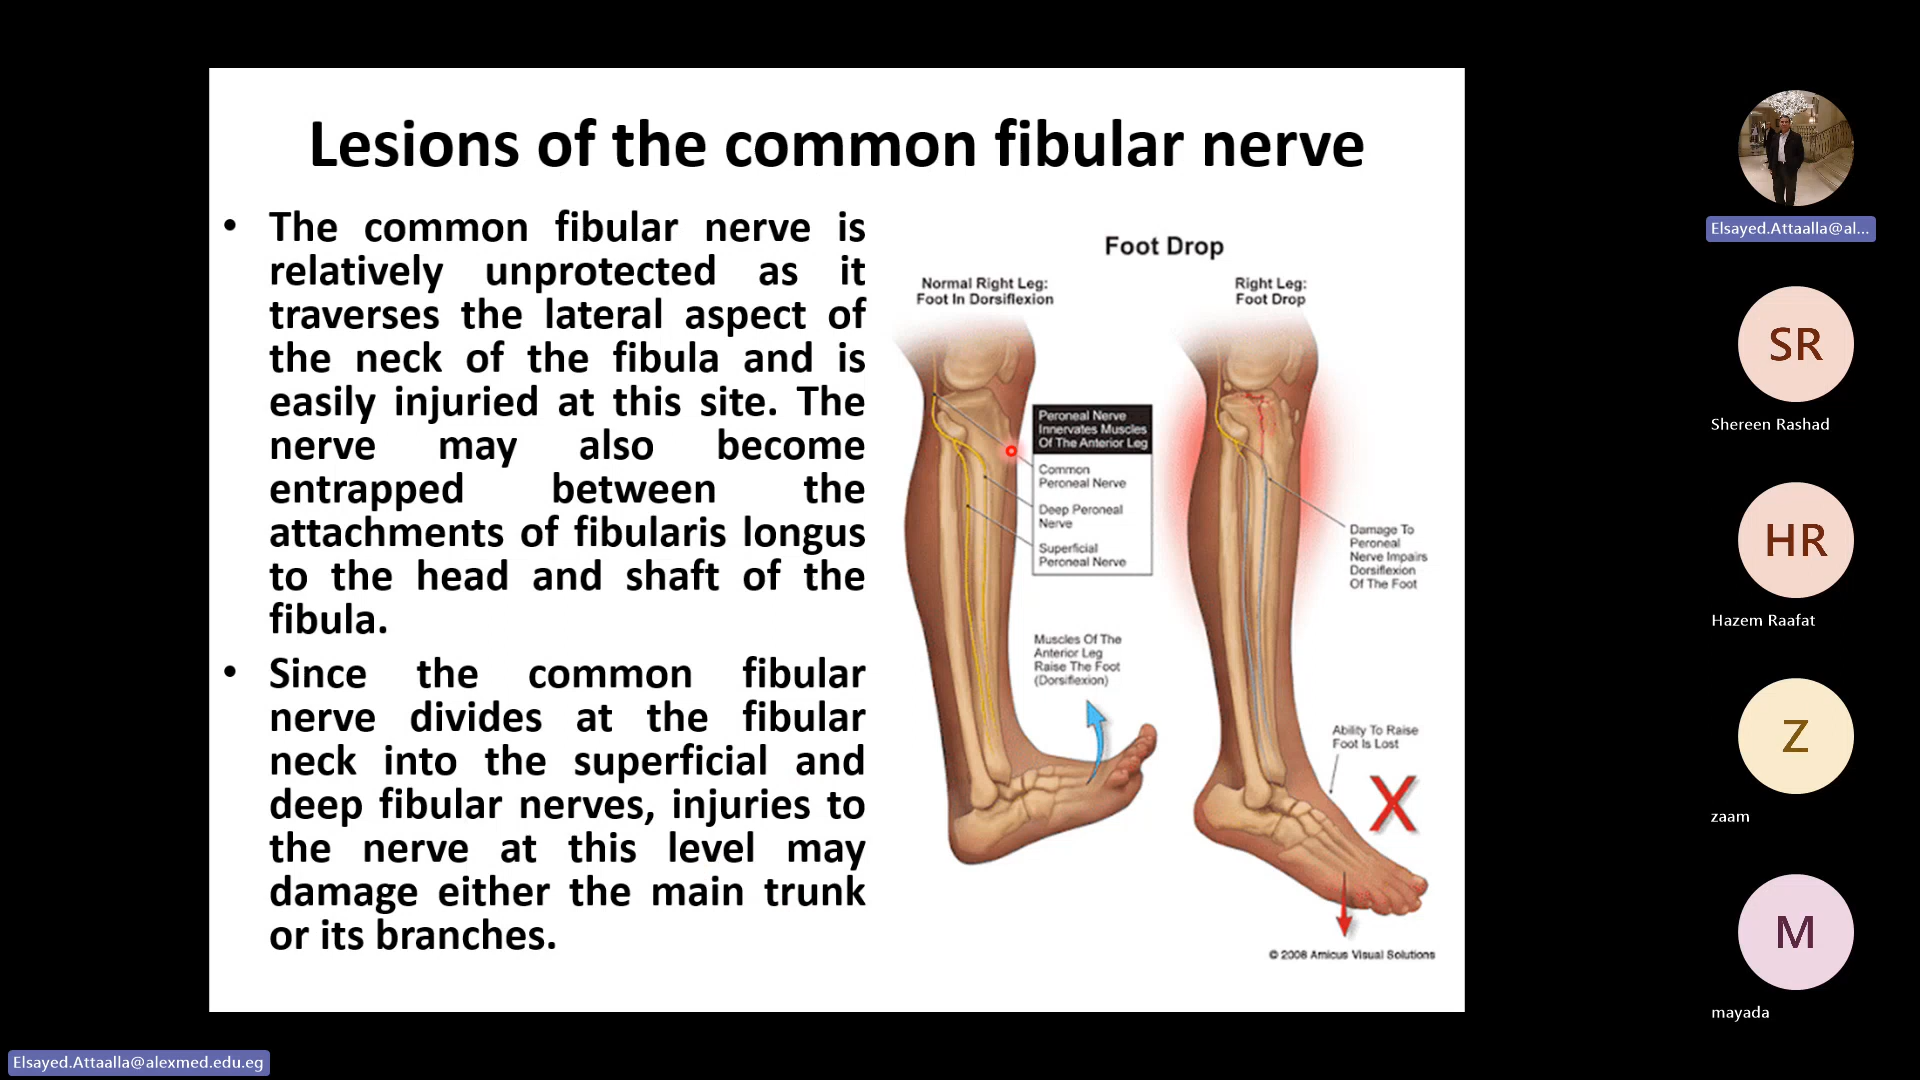 Lesions of the common fibular nerve
• The common fibular nerve is
relatively unprotected as it
traverses the lateral aspect of
the neck of the fibula and is
easily injuried at this site. The
nerve may also become
entrapped between the
attachments of fibularis longus
to the head and shaft of the
fibula.
• Since the common fibular
nerve divides at the fibular
neck into the superficial and
deep fibular nerves, injuries to
the nerve at this level may
damage either the main trunk
or its branches.
Foot Drop
Normal Right Leg:
Foot In Dorsiflexion
Right Leg:
Foot Drop
Peroneal Nerve
Innervates Muscles
Of The Anterior Leg
Common
Peroneal Nerve
Deep Peroneal
Nerve
Superficial
Peroneal Nerve
Damage To
Peroneal
Nerve Impairs
Dorsiflexion
Of The Foot
Muscles Of The
Anterior Leg
Raise The Foot
(Dorsiflexion)
Ability To Raise
Foot Is Lost
X
© 2008 Amicus Visual Solutions
Elsayed.Attaalla@al...
SR
Shereen Rashad
HR
Hazem Raafat
Z
zaam
M
mayada
Elsayed.Attaalla@alexmed.edu.eg